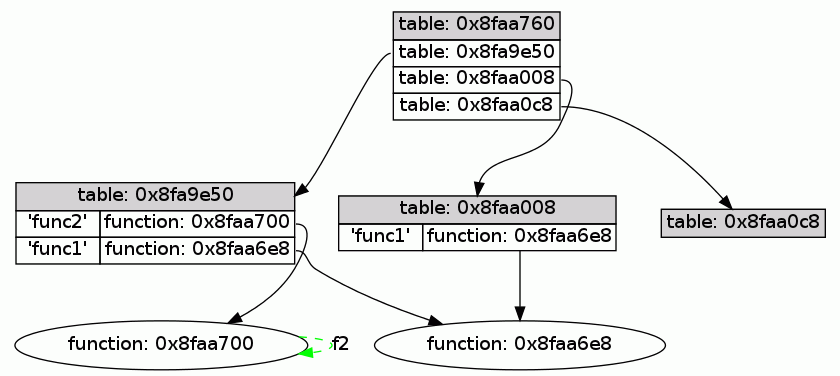 table: 0x8faa760
table: 0x8fa9e50
table: 0x8faa008
table: 0x8faa0c8
table: 0x8fa9e50
'func2' function: 0x8faa700
'func1' function: 0x8faa6e8
table: 0x8faa008
'func1' function: 0x8faa6e8
table: 0x8faa0c8
function: 0x8faa700
f2
function: 0x8faa6e8